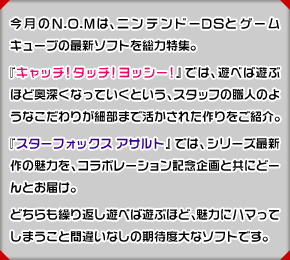 今月のN.O.Mは、ニンテンドーDSとゲーム
キューブの最新ソフトを総力特集。
『キャッチ!タッチ!ヨッシー!』では、遊べば遊ぶ
ほど奥深くなっていくという、スタッフの職人のよ
うなこだわりが細部まで活かされた作りをご紹介。
『スターフォックス アサルト』では、シリーズ最新
作の魅力を、コラボレーション記念企画と共にどー
んとお届け。
どちらも繰り返し遊べば遊ぶほど、魅力にハマって
しまうこと間違いなしの期待度大なソフトです。